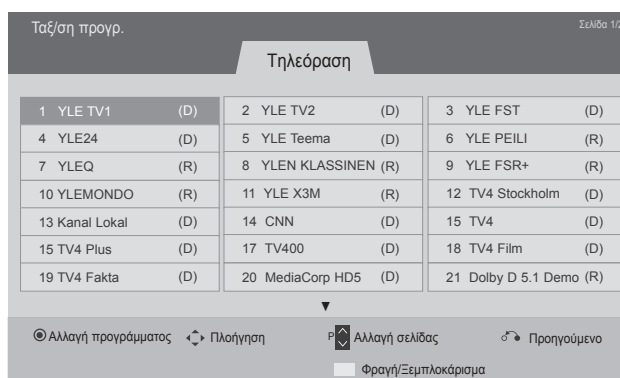 Ταξ/ση προγρ.
Σελίδα 1/2
Τηλεόραση
1 YLE TV1 (D) 2 YLE TV2 (D) 3 YLE FST (D)
4 YLE24 (D) 5 YLE Teema (D) 6 YLE PEILI (R)
7 YLEQ (R) 8 YLEN KLASSINEN (R) 9 YLE FSR+ (R)
10 YLEMONDO (R) 11 YLE X3M (R) 12 TV4 Stockholm (D)
13 Kanal Lokal (D) 14 CNN (D) 15 TV4 (D)
15 TV4 Plus (D) 17 TV400 (D) 18 TV4 Film (D)
19 TV4 Fakta (D) 20 MediaCorp HD5 (D) 21 Dolby D 5.1 Demo (R)
Αλλαγή προγράμματος Πλοήγηση P Αλλαγή σελίδας Προηγούμενο
Φραγή/Ξεμπλοκάρισμα